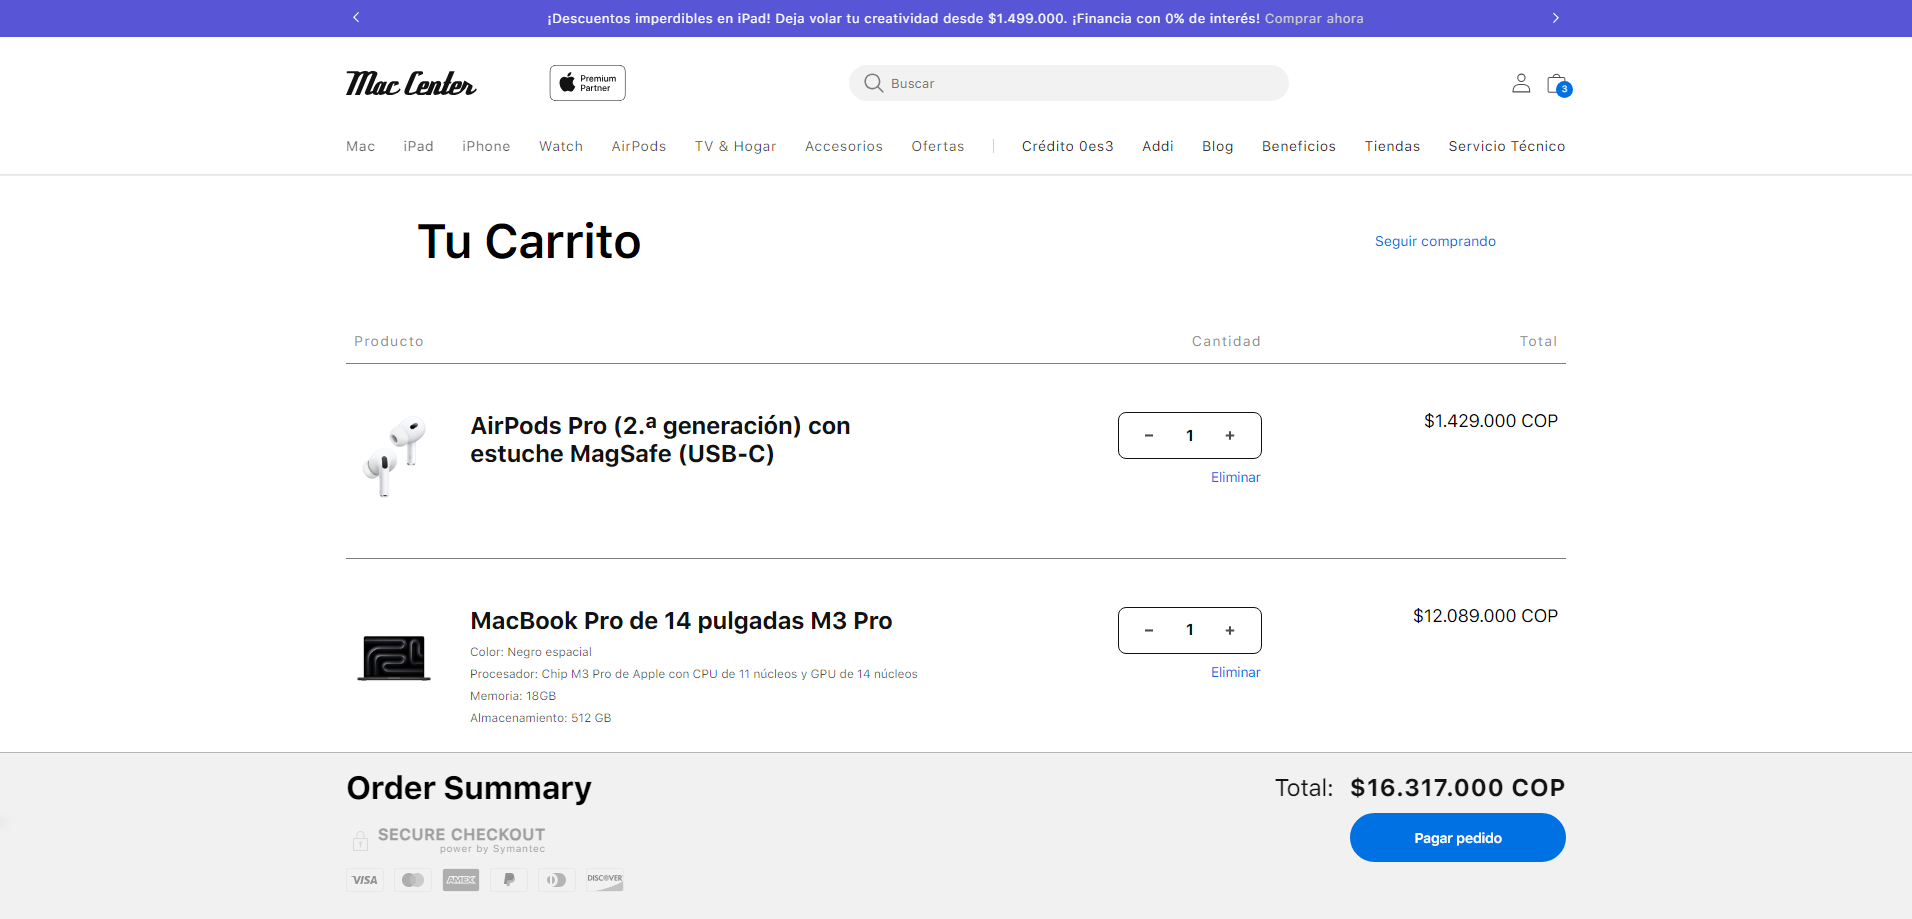 ¡Descuentos imperdibles en iPad! Deja volar tu creatividad desde $1.499.000. ¡Financia con 0% de interés! Comprar ahora
Mac Center
Premium
Partner
Buscar
3
Mac iPad iPhone Watch AirPods TV & Hogar Accesorios Ofertas Crédito 0es3 Addi Blog Beneficios Tiendas Servicio Técnico
Tu Carrito
Seguir comprando
Producto Cantidad Total
AirPods Pro (2.ª generación) con
estuche MagSafe (USB-C)
- 1 +
$1.429.000 COP
Eliminar
MacBook Pro de 14 pulgadas M3 Pro
- 1 +
$12.089.000 COP
Color: Negro espacial
Procesador: Chip M3 Pro de Apple con CPU de 11 núcleos y GPU de 14 núcleos
Eliminar
Memoria: 18GB
Almacenamiento: 512 GB
Order Summary
Total: $16.317.000 COP
SECURE CHECKOUT
power by Symantec
Pagar pedido
VISA
AMEX
DISCOVER